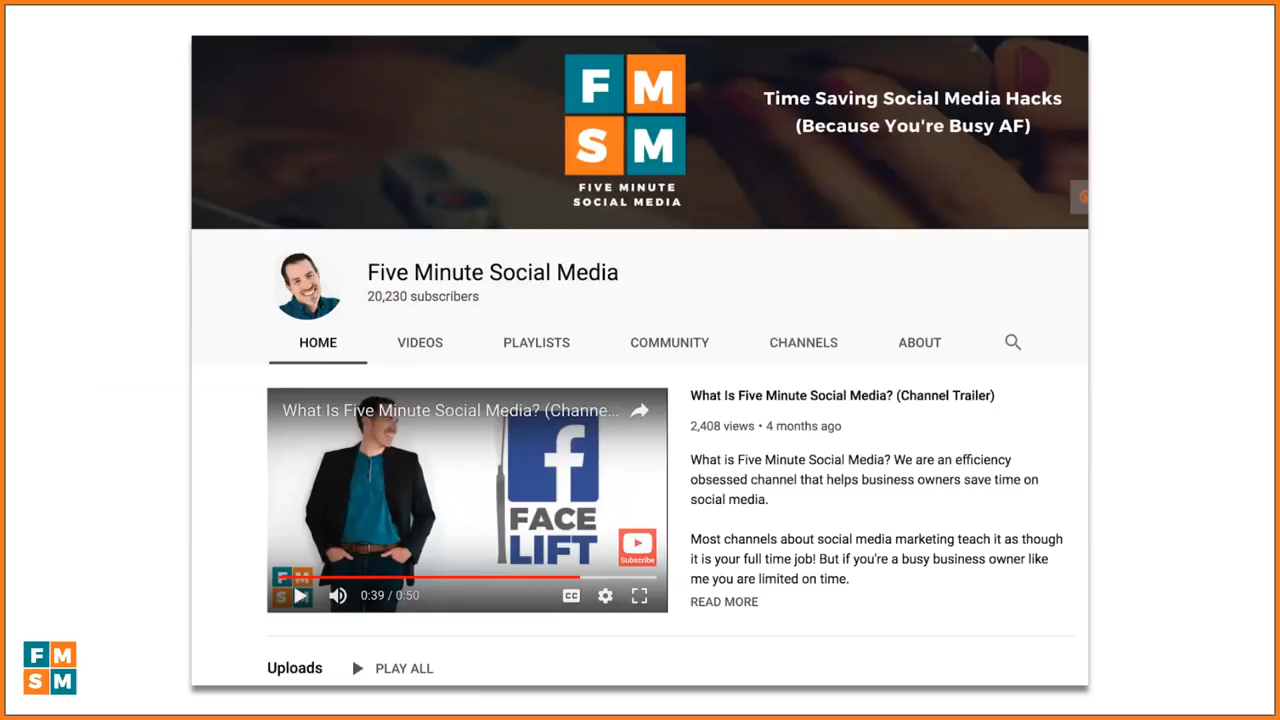 F M
S M
FIVE MINUTE
SOCIAL MEDIA
Time Saving Social Media Hacks
(Because You're Busy AF)
Five Minute Social Media
20,230 subscribers
HOME VIDEOS PLAYLISTS COMMUNITY CHANNELS ABOUT
What Is Five Minute Social Media? (Channe...
f
FACE
LIFT
Subscribe
F M
S
0:39 / 0:50
CC
What Is Five Minute Social Media? (Channel Trailer)
2,408 views • 4 months ago
What is Five Minute Social Media? We are an efficiency
obsessed channel that helps business owners save time on
social media.
Most channels about social media marketing teach it as though
it is your full time job! But if you're a busy business owner like
me you are limited on time.
READ MORE
Uploads PLAY ALL
F M
S M